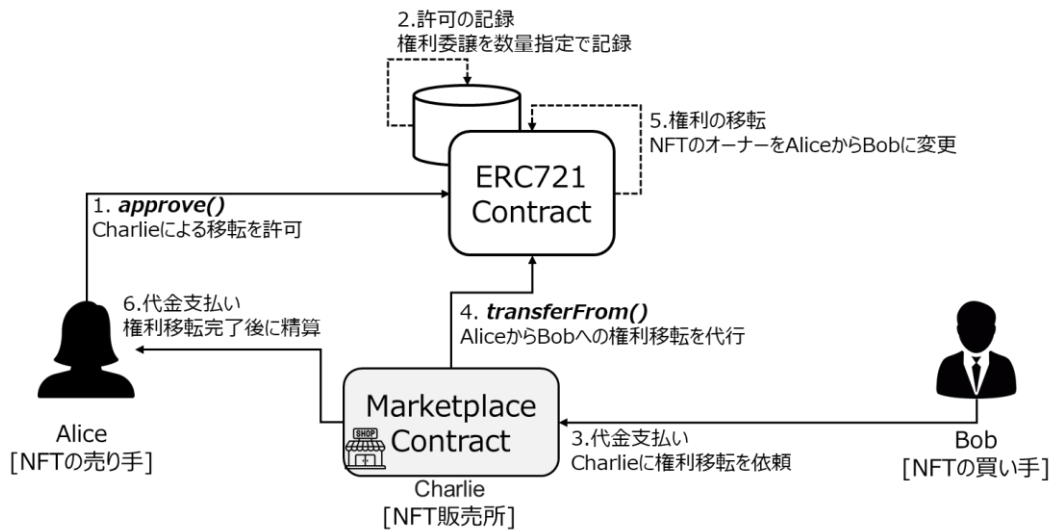 2.許可の記録
権利委譲を数量指定で記録
5.権利の移転
NFTのオーナーをAliceからBobに変更
ERC721
Contract
1. approve()
Charlieによる移転を許可
6.代金支払い
権利移転完了後に精算
4. transferFrom()
AliceからBobへの権利移転を代行
Marketplace
Contract
SHOP
3.代金支払い
Charlieに権利移転を依頼
Alice
[NFTの売り手]
Bob
[NFTの買い手]
Charlie
[NFT販売所]